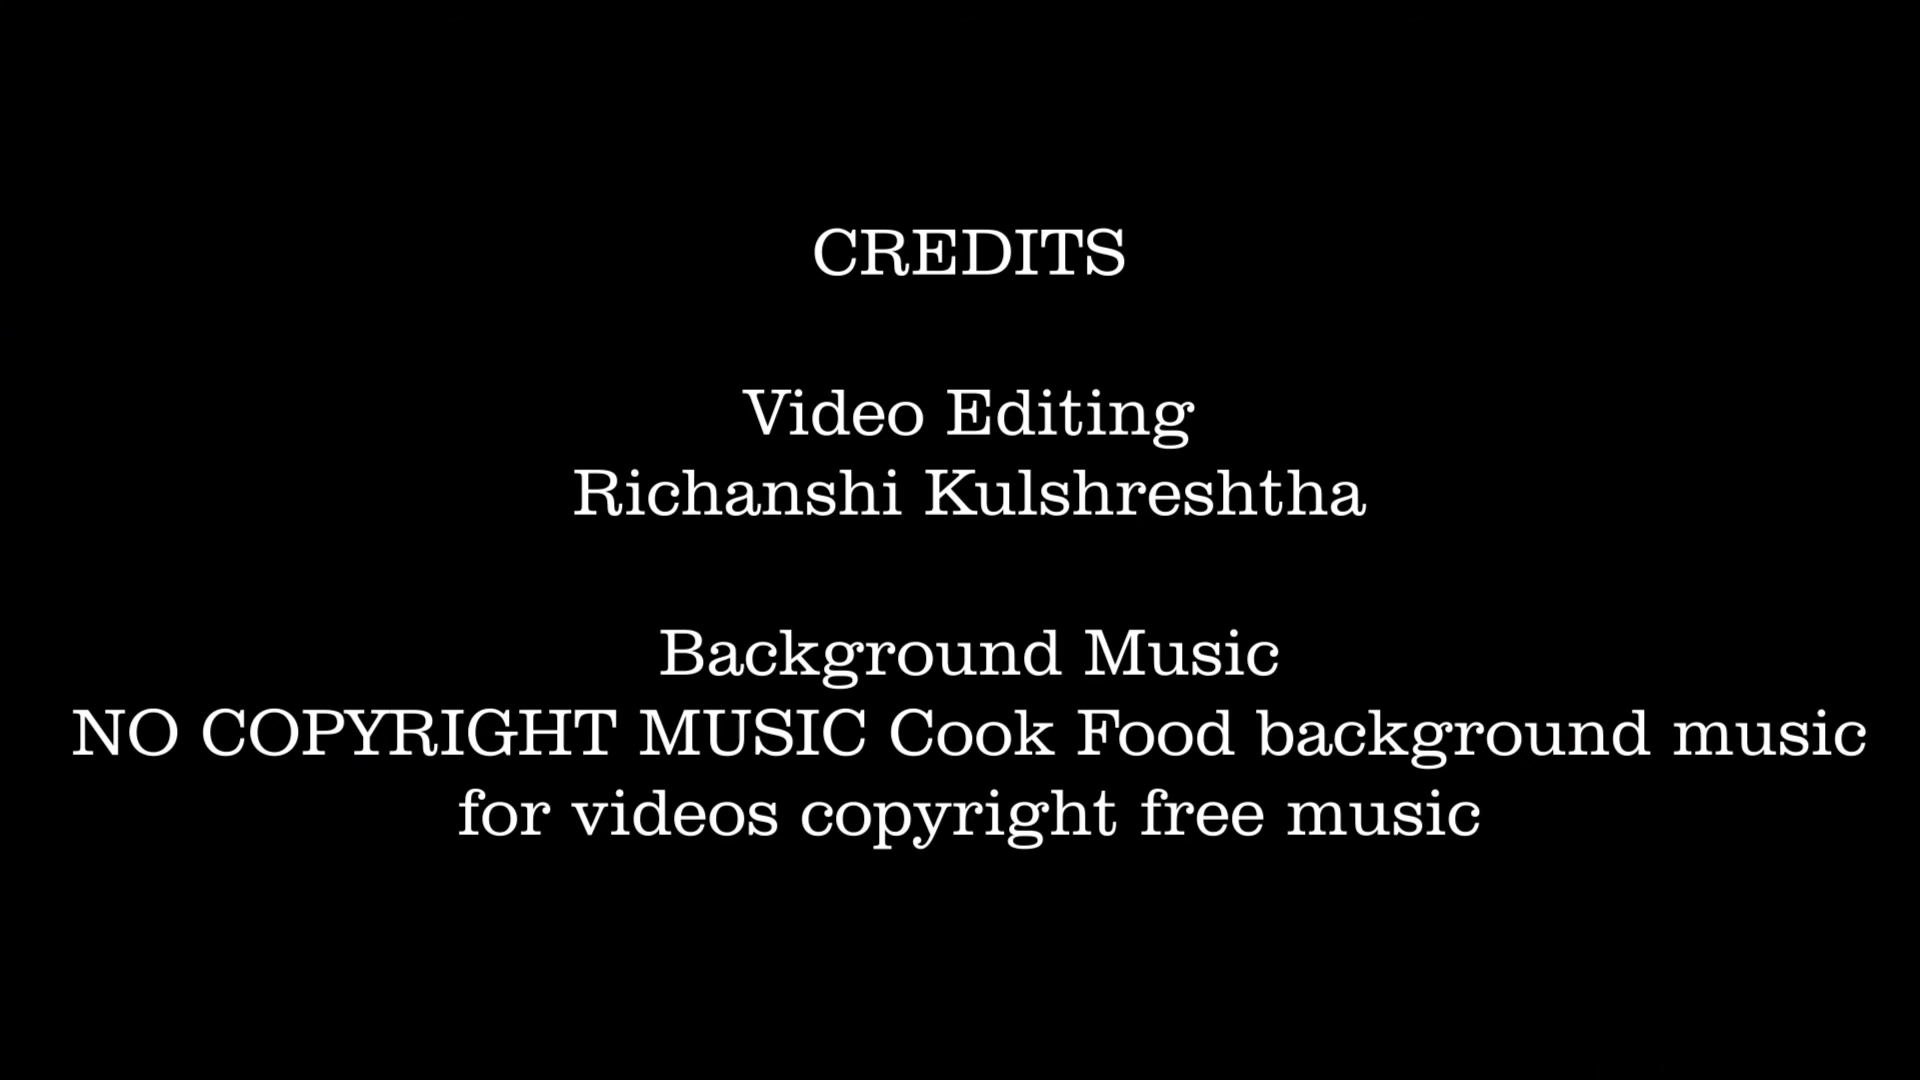 CREDITS
Video Editing
Richanshi Kulshreshtha
Background Music
NO COPYRIGHT MUSIC Cook Food background music
for videos copyright free music